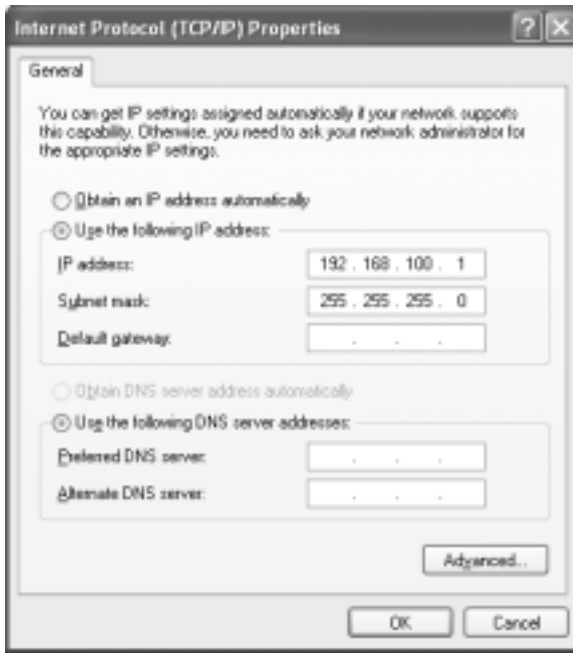 Internet Protocol (TCP/IP) Properties
General
You can get IP settings assigned automatically if your network supports
this capability. Otherwise, you need to ask your network administrator for
the appropriate IP settings.
Obtain an IP address automatically
Use the following IP address:
IP address: 192 . 168 . 100 . 1
Subnet mask: 255 . 255 . 255 . 0
Default gateway: . . .
Obtain DNS server address automatically
Use the following DNS server addresses:
Preferred DNS server: . . .
Alternate DNS server: . . .
Advanced...
OK Cancel